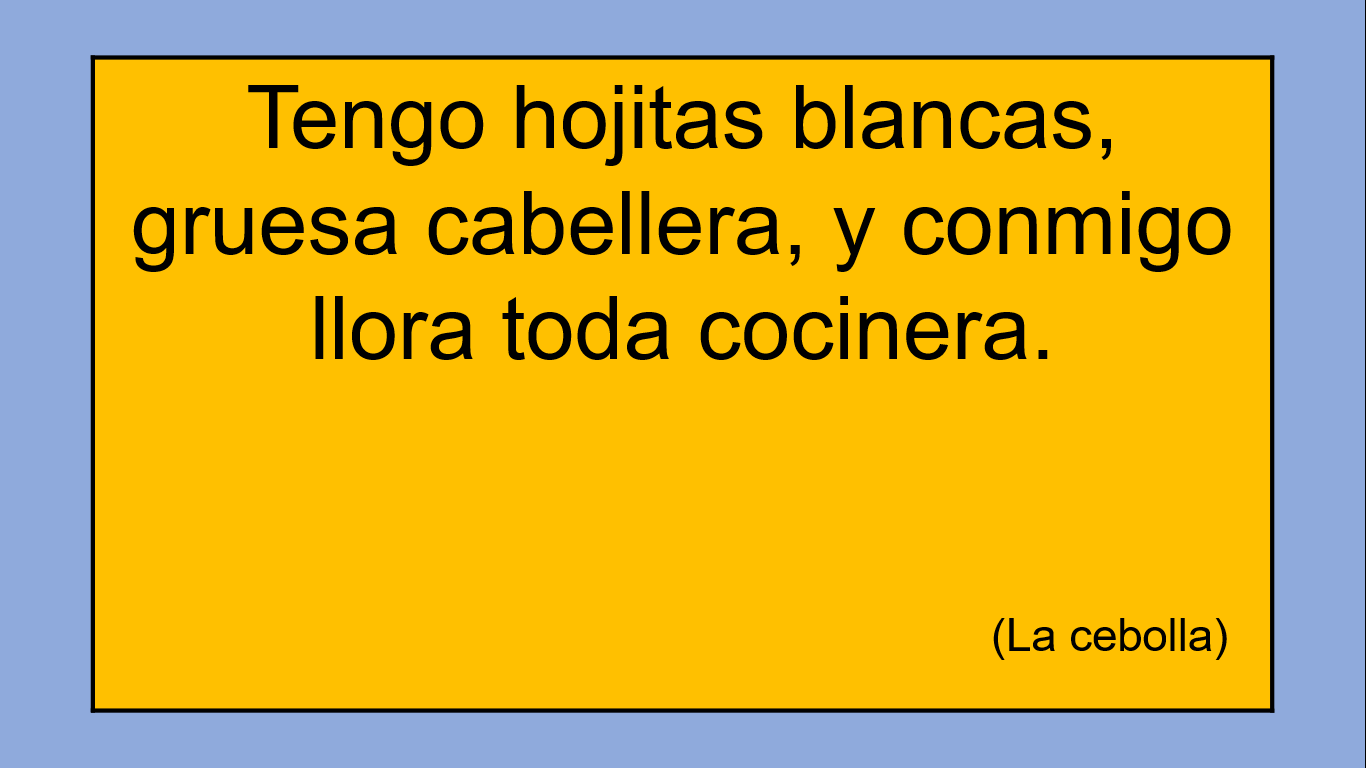 Tengo hojitas blancas,
gruesa cabellera, y conmigo
llora toda cocinera.
(La cebolla)